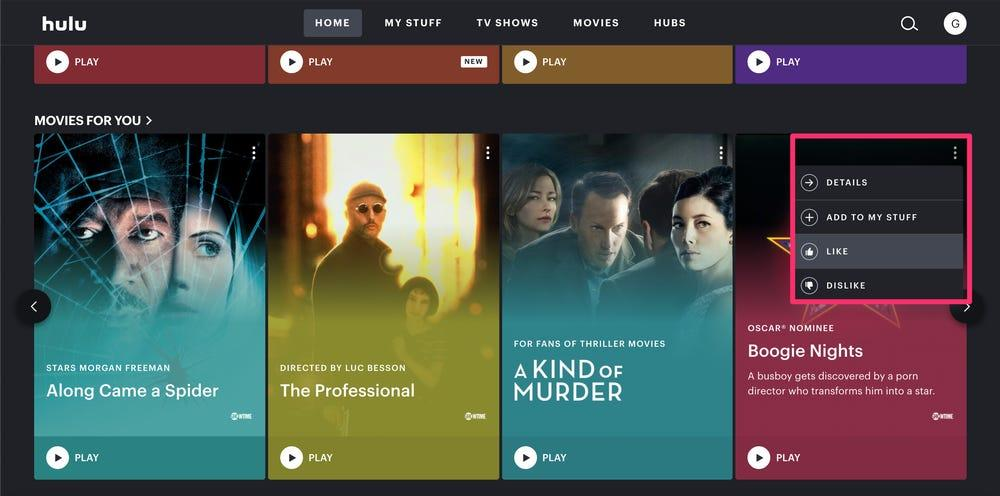 hulu
HOME MY STUFF TV SHOWS MOVIES HUBS
G
PLAY
PLAY
NEW
PLAY
PLAY
MOVIES FOR YOU
STARS MORGAN FREEMAN
Along Came a Spider
SHOWTIME
PLAY
DIRECTED BY LUC BESSON
The Professional
SHOWTIME
PLAY
FOR FANS OF THRILLER MOVIES
A KIND OF
MURDER
PLAY
DETAILS
ADD TO MY STUFF
LIKE
DISLIKE
OSCAR® NOMINEE
Boogie Nights
A busboy gets discovered by a porn
director who transforms him into a star.
SHOWTIME
PLAY